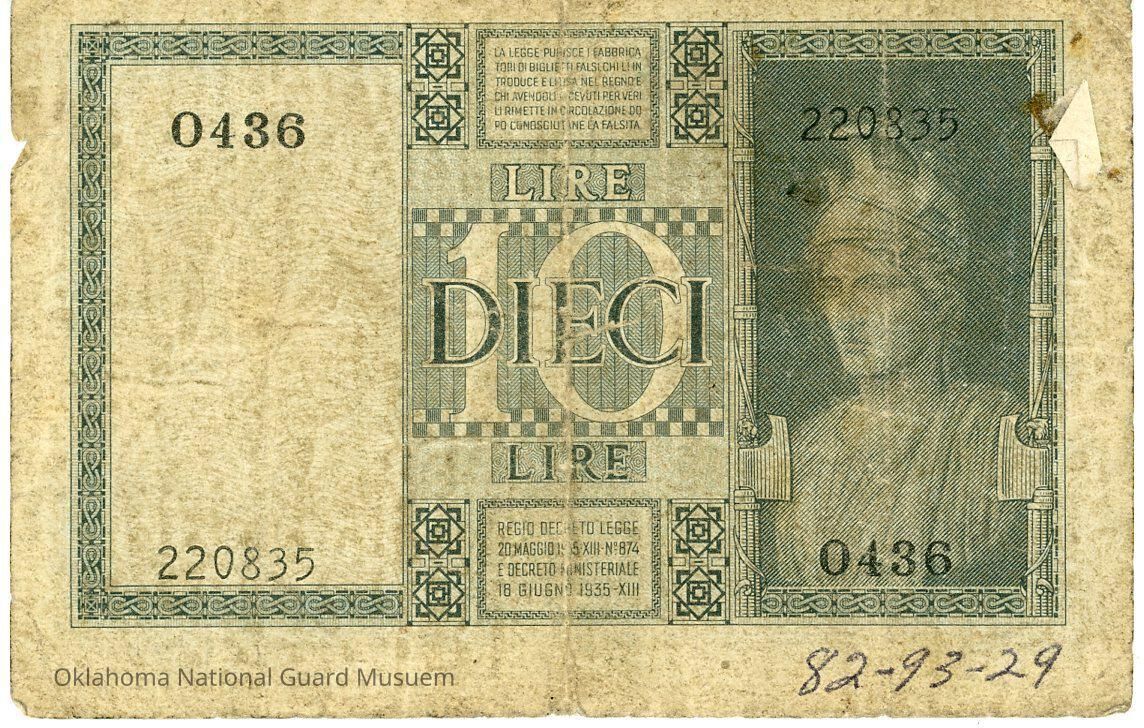 0436
220835
LA LEGGE PUNISCE I FABBRICA
TORI DI BIGLIETTI FALSI, CHI LI IN
TRODUCE E LI USA NEL REGNO E
CHI AVENDOLI RICEVUTI PER VERI
LI RIMETTE IN CIRCOLAZIONE DO
PO CONOSCIUTANE LA FALSITÀ
LIRE
10
DIECI
LIRE
REGIO DECRETO LEGGE
20 MAGGIO 1935-XIII-N°874
E DECRETO MINISTERIALE
18 GIUGNO 1935-XIII
220835
0436
Oklahoma National Guard Musuem
82-93-29